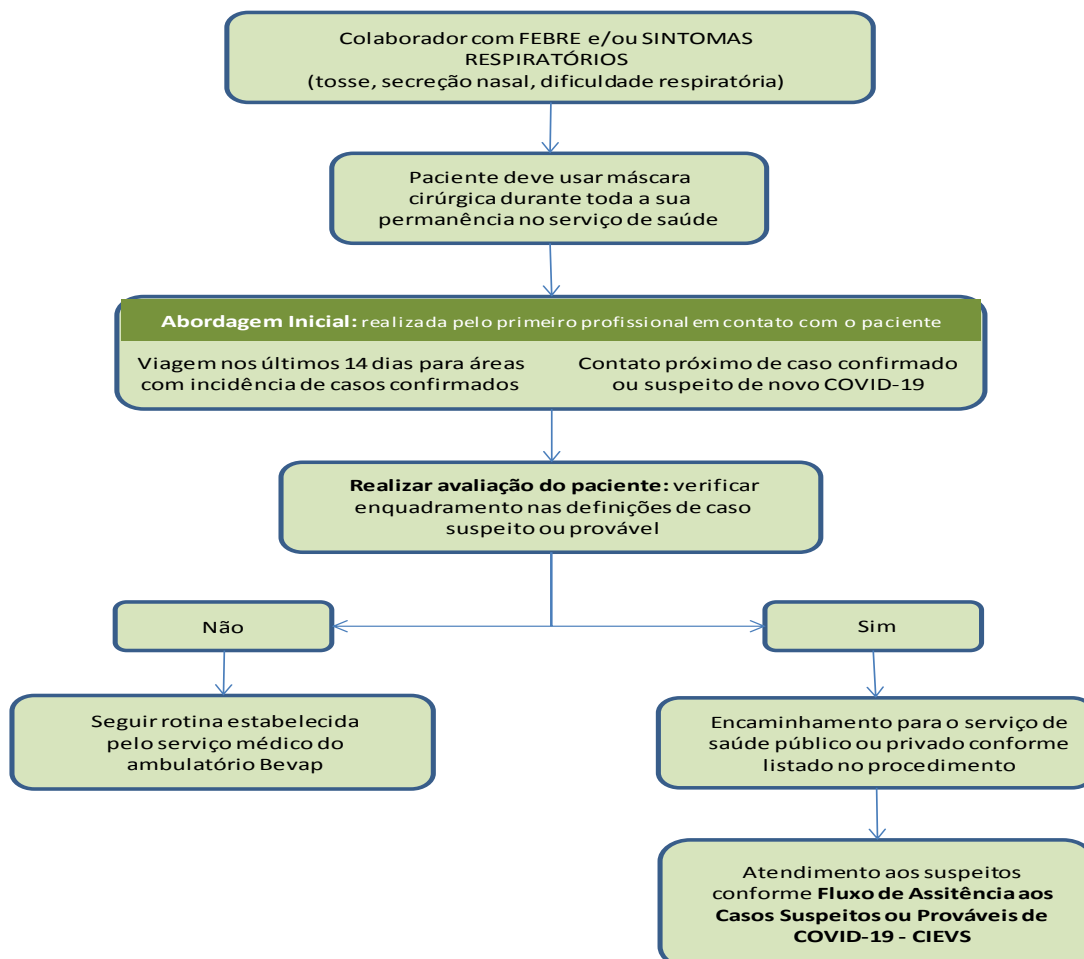 Colaborador com FEBRE e/ou SINTOMAS
RESPIRATÓRIOS
(tosse, secreção nasal, dificuldade respiratória)
Paciente deve usar máscara
cirúrgica durante toda a sua
permanência no serviço de saúde
Abordagem Inicial: realizada pelo primeiro profissional em contato com o paciente
Viagem nos últimos 14 dias para áreas
com incidência de casos confirmados
Contato próximo de caso confirmado
ou suspeito de novo COVID-19
Realizar avaliação do paciente: verificar
enquadramento nas definições de caso
suspeito ou provável
Não
Sim
Seguir rotina estabelecida
pelo serviço médico do
ambulatório Bevap
Encaminhamento para o serviço de
saúde público ou privado conforme
listado no procedimento
Atendimento aos suspeitos
conforme Fluxo de Assitência aos
Casos Suspeitos ou Prováveis de
COVID-19 - CIEVS